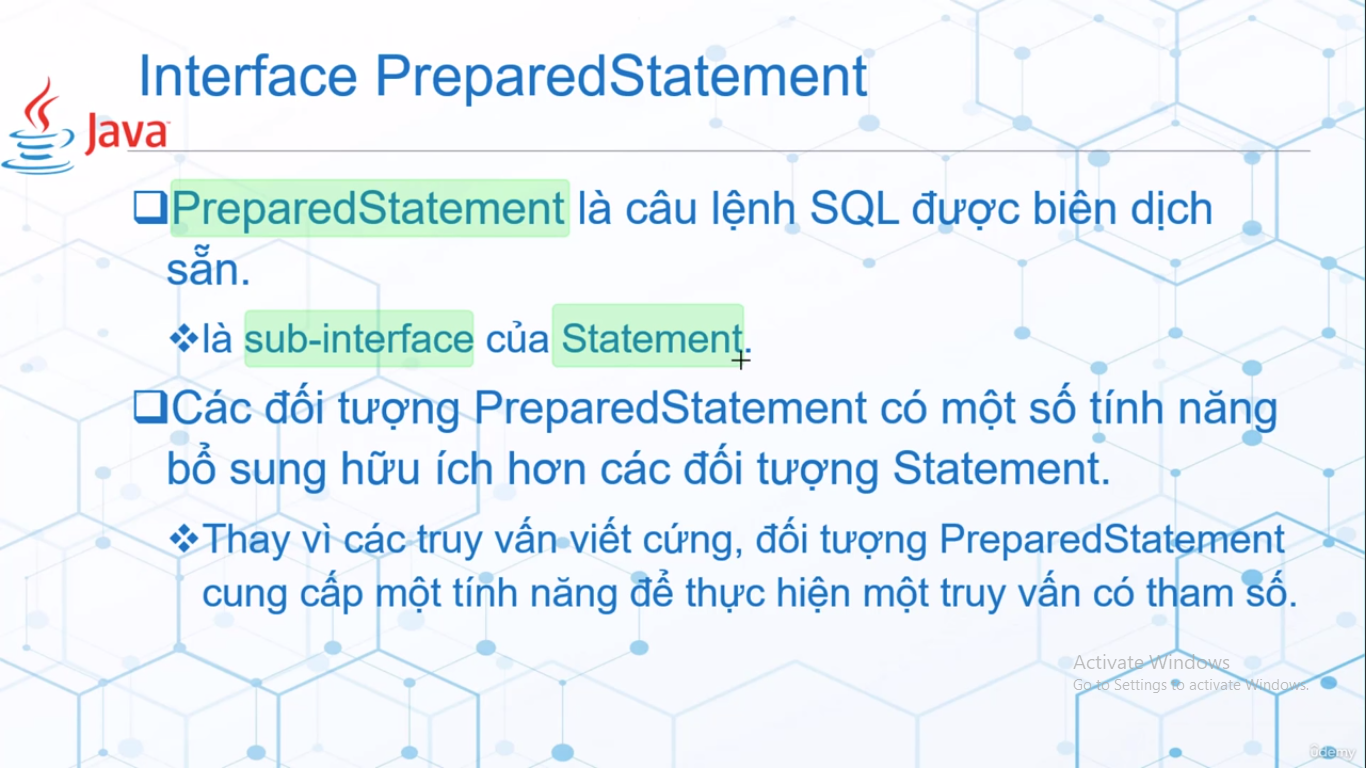 Interface PreparedStatement
Java
PreparedStatement là câu lệnh SQL được biên dịch
sẵn.
là sub-interface của Statement.
Các đối tượng PreparedStatement có một số tính năng
bổ sung hữu ích hơn các đối tượng Statement.
Thay vì các truy vấn viết cứng, đối tượng PreparedStatement
cung cấp một tính năng để thực hiện một truy vấn có tham số.
Activate Windows
Go to Settings to activate Windows.
ûdemy